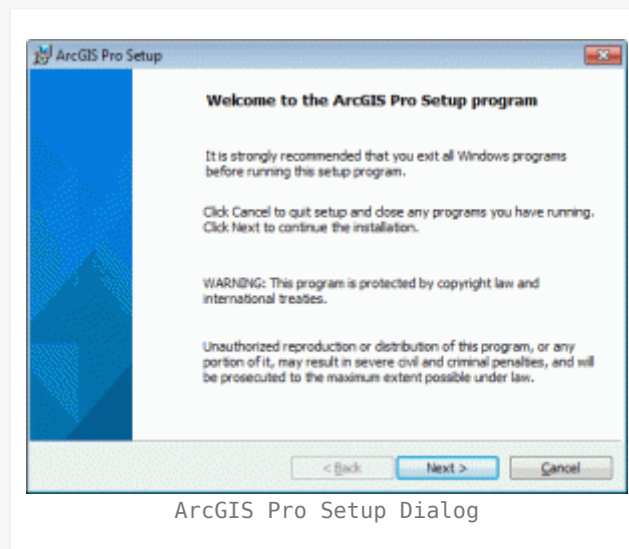 ArcGIS Pro Setup
Welcome to the ArcGIS Pro Setup program
It is strongly recommended that you exit all Windows programs
before running this setup program.
Click Cancel to quit setup and close any programs you have running.
Click Next to continue the installation.
WARNING: This program is protected by copyright law and
international treaties.
Unauthorized reproduction or distribution of this program, or any
portion of it, may result in severe civil and criminal penalties, and will
be prosecuted to the maximum extent possible under law.
< Back Next > Cancel
ArcGIS Pro Setup Dialog